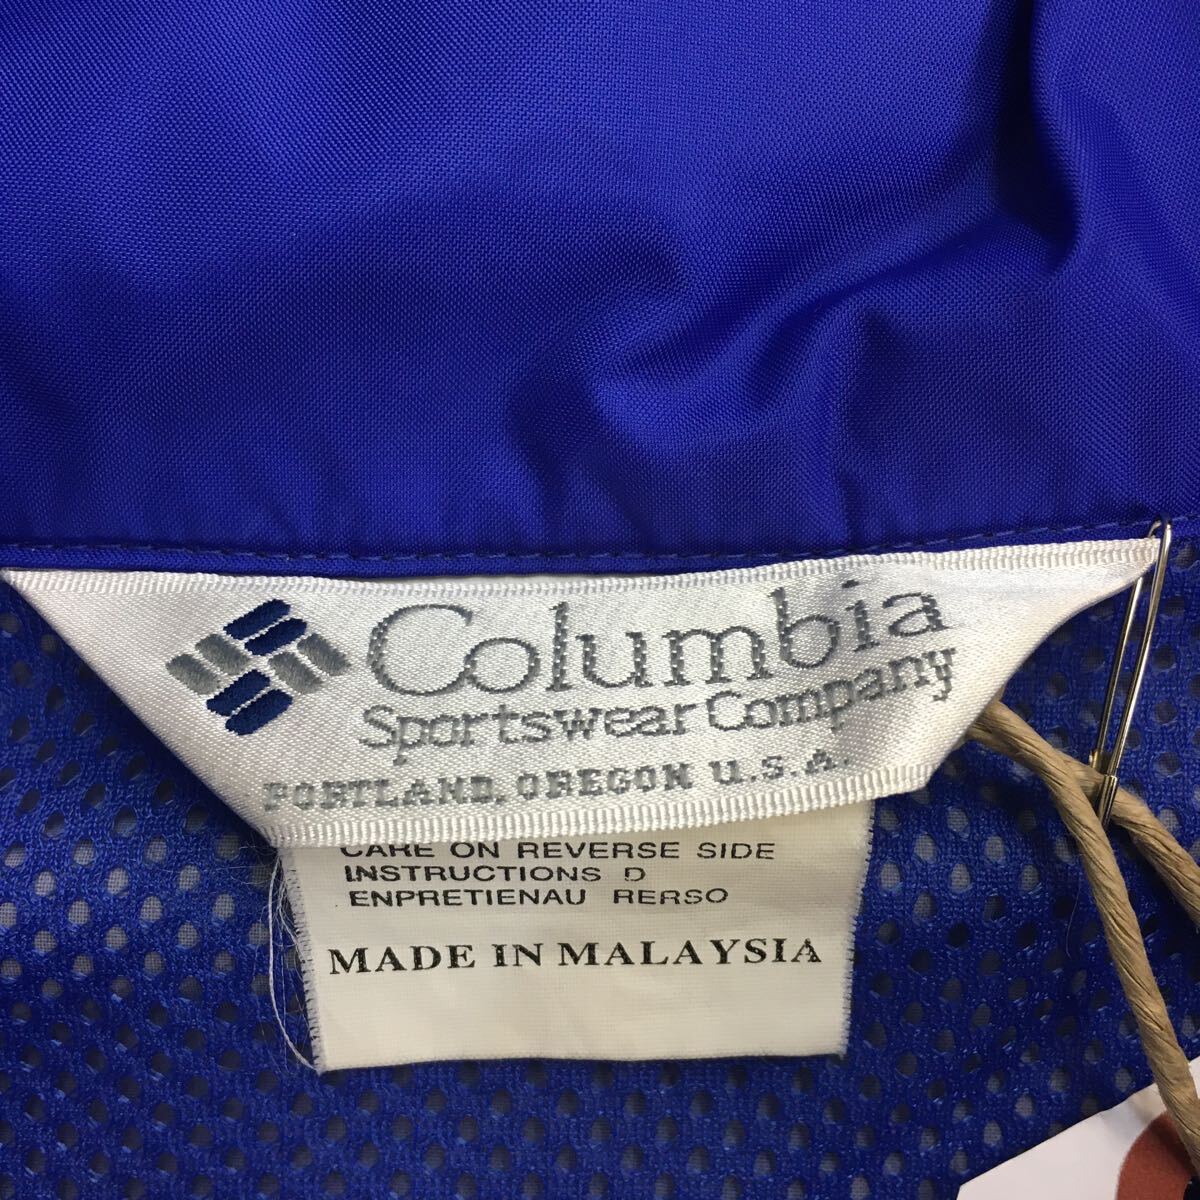 Columbia
Sportswear Company
PORTLAND, OREGON U.S.A.
CARE ON REVERSE SIDE
INSTRUCTIONS D
ENPRETIENAU RERSO
MADE IN MALAYSIA